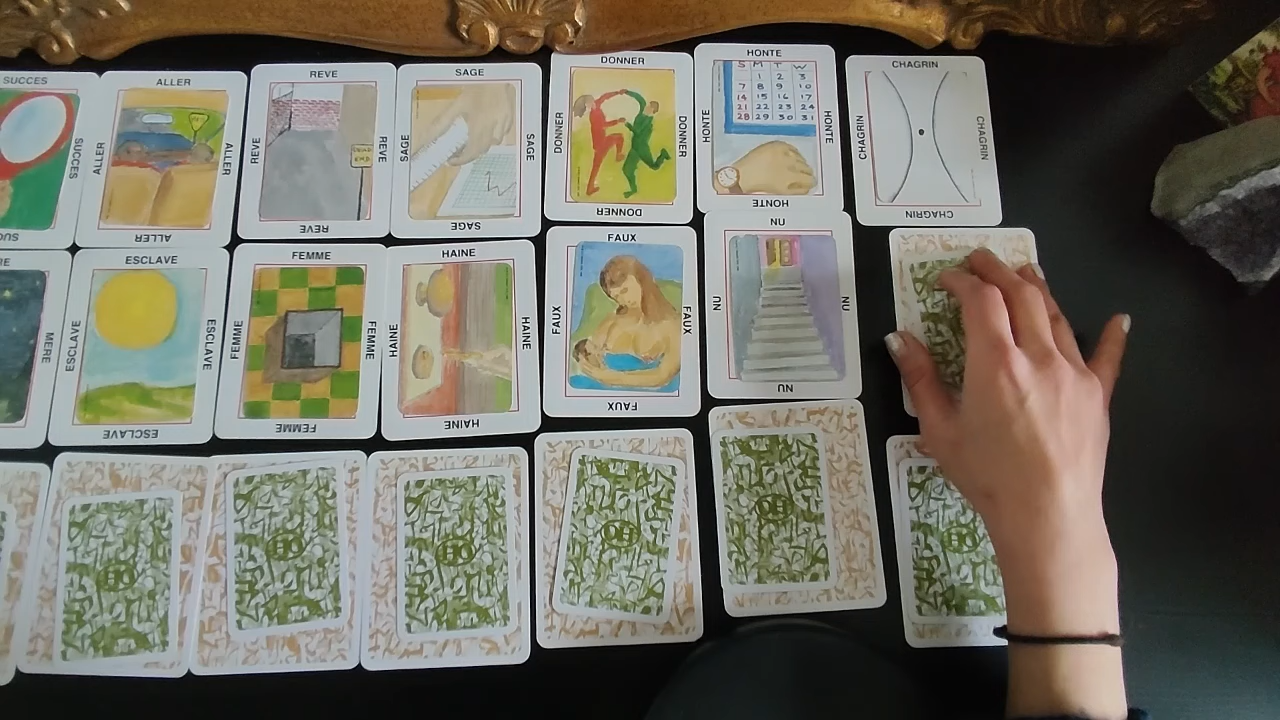 SUCCES
SUCCES
ALLER
ALLER
ALLER
ALLER
REVE
REVE
REVE
REVE
DEAD
END
SAGE
SAGE
SAGE
SAGE
DONNER
DONNER
DONNER
DONNER
HONTE
HONTE
HONTE
HONTE
S M T W
1 2 3
7 8 9 10
14 15 16 17
21 22 23 24
28 29 30 31
CHAGRIN
CHAGRIN
CHAGRIN
CHAGRIN
MERE
ESCLAVE
ESCLAVE
ESCLAVE
ESCLAVE
FEMME
FEMME
FEMME
FEMME
HAINE
HAINE
HAINE
HAINE
FAUX
FAUX
FAUX
FAUX
NU
NU
NU
NU